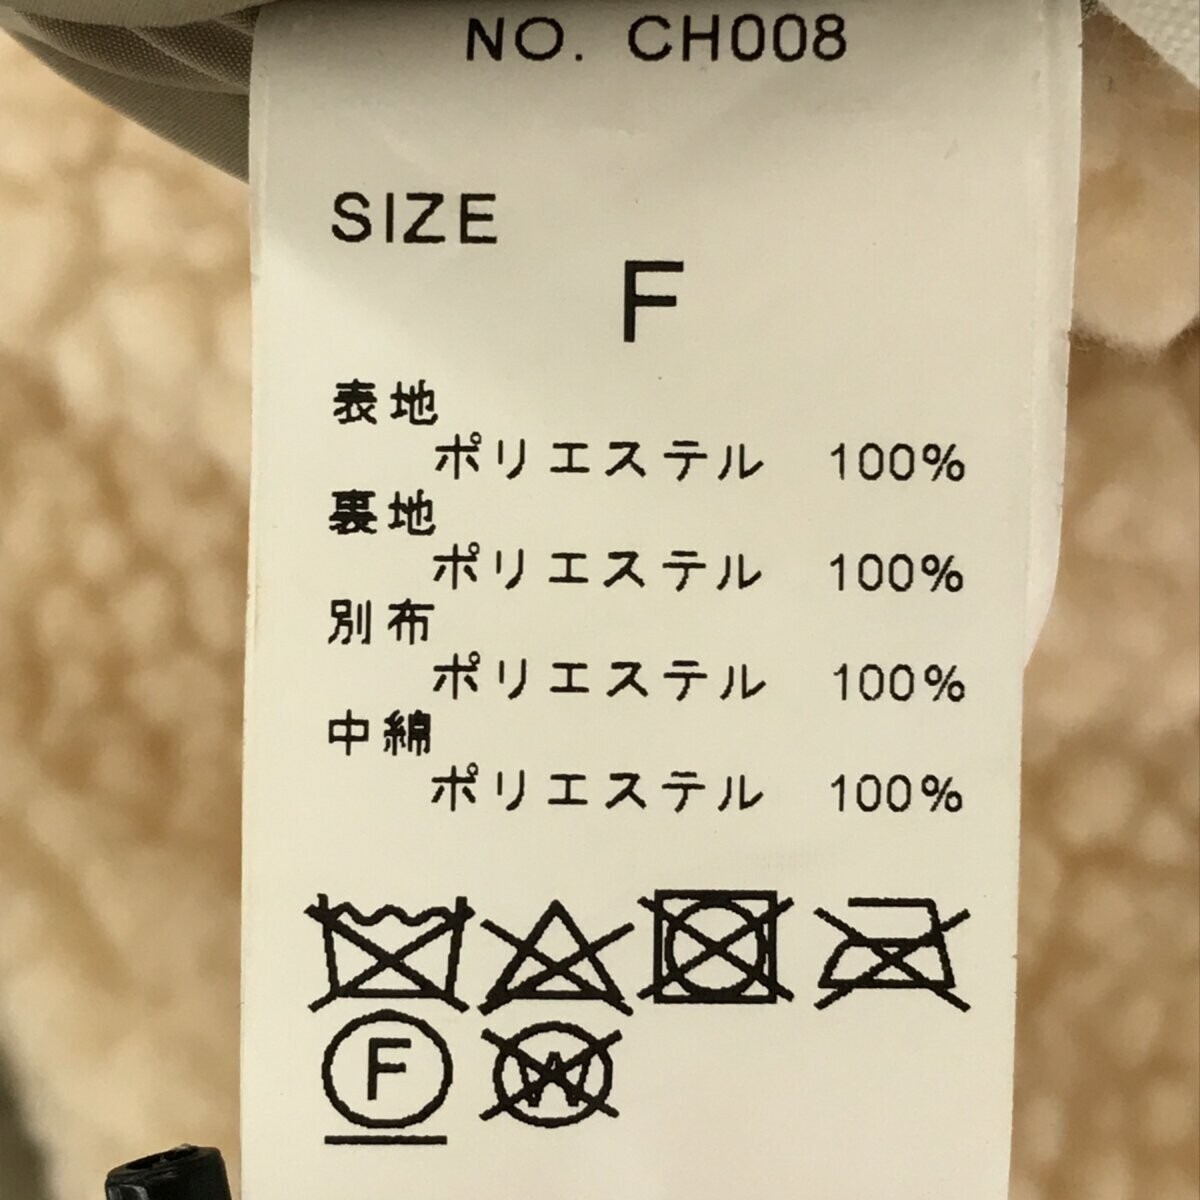 NO. CH008
SIZE
F
表地
ポリエステル 100%
裏地
ポリエステル 100%
別布
ポリエステル 100%
中綿
ポリエステル 100%
F W